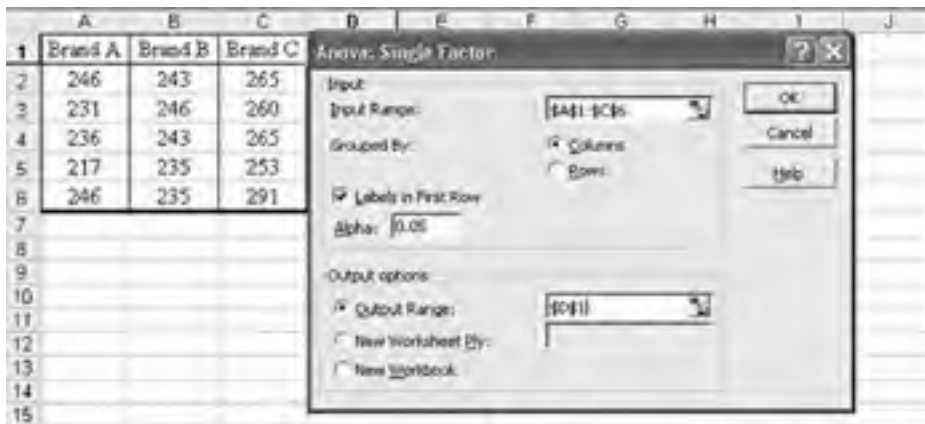 A B C D E F G H I J
1 Brand A Brand B Brand C
2 246 243 265
3 231 246 260
4 236 243 265
5 217 235 253
6 246 235 291
7
8
9
10
11
12
13
14
15
Anova: Single Factor
Input
Input Range: $A$1:$C$6
Grouped By: Columns
Rows
Labels in First Row
Alpha: 0.05
Output options
Output Range: $D$1
New Worksheet Ply:
New Workbook
OK
Cancel
Help